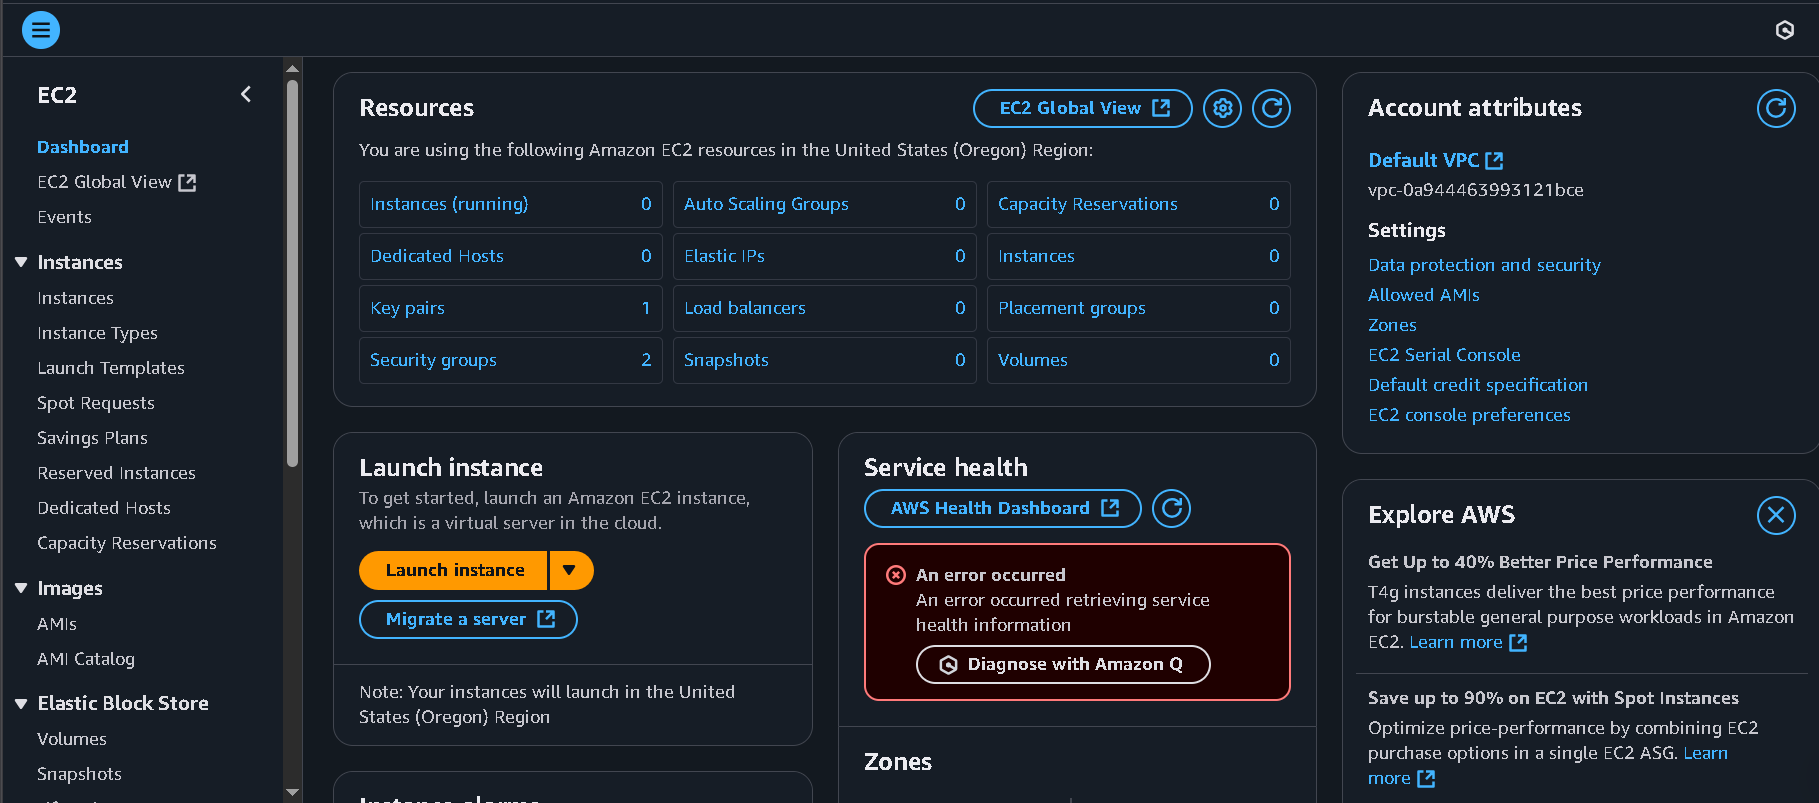 EC2
Dashboard
EC2 Global View
Events
Instances
Instances
Instance Types
Launch Templates
Spot Requests
Savings Plans
Reserved Instances
Dedicated Hosts
Capacity Reservations
Images
AMIs
AMI Catalog
Elastic Block Store
Volumes
Snapshots
Resources
EC2 Global View
You are using the following Amazon EC2 resources in the United States (Oregon) Region:
Instances (running) 0
Auto Scaling Groups 0
Capacity Reservations 0
Dedicated Hosts 0
Elastic IPs 0
Instances 0
Key pairs 1
Load balancers 0
Placement groups 0
Security groups 2
Snapshots 0
Volumes 0
Launch instance
To get started, launch an Amazon EC2 instance,
which is a virtual server in the cloud.
Launch instance
Migrate a server
Note: Your instances will launch in the United
States (Oregon) Region
Service health
AWS Health Dashboard
An error occurred
An error occurred retrieving service
health information
Diagnose with Amazon Q
Zones
Account attributes
Default VPC
vpc-0a944463993121bce
Settings
Data protection and security
Allowed AMIs
Zones
EC2 Serial Console
Default credit specification
EC2 console preferences
Explore AWS
Get Up to 40% Better Price Performance
T4g instances deliver the best price performance
for burstable general purpose workloads in Amazon
EC2. Learn more
Save up to 90% on EC2 with Spot Instances
Optimize price-performance by combining EC2
purchase options in a single EC2 ASG. Learn
more